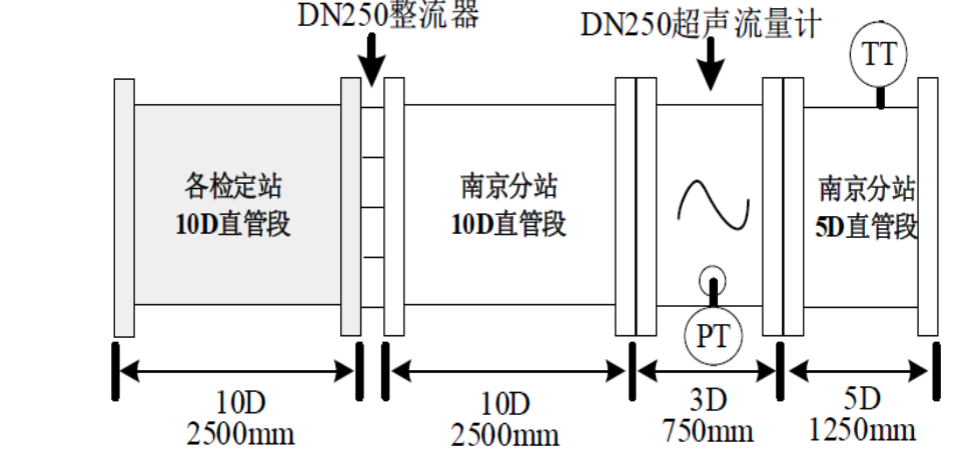 DN250整流器
DN250超声流量计
TT
各检定站
10D直管段
南京分站
10D直管段
南京分站
5D直管段
PT
10D
2500mm
10D
2500mm
3D
750mm
5D
1250mm